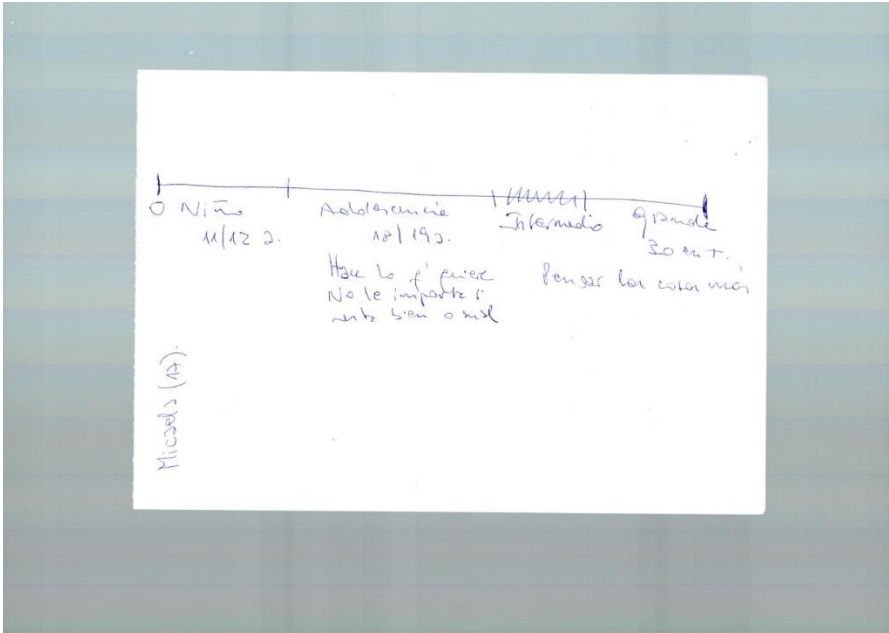 0 Niño
11/12 a.
Adolescencia
18/19 a.
Intermedio
grande
30 en
Hace lo q' quiere
No le importa si
bien o mal
Pensar las cosas más
Micaela (17).